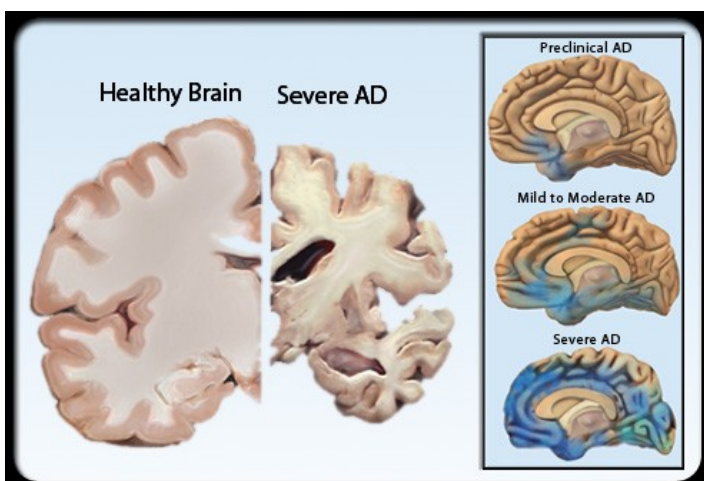 Healthy Brain
Severe AD
Preclinical AD
Mild to Moderate AD
Severe AD